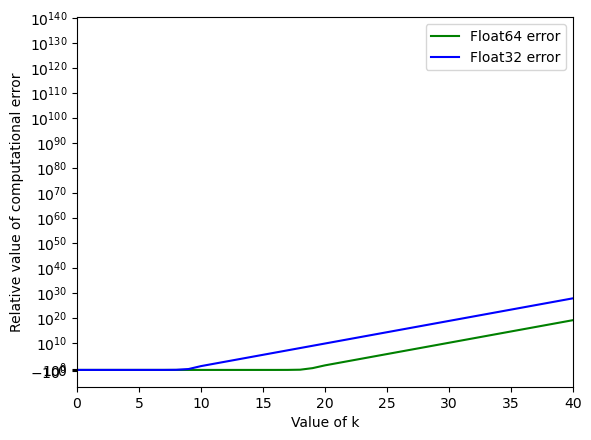 10^140
10^130
10^120
10^110
10^100
10^90
10^80
10^70
10^60
10^50
10^40
10^30
10^20
10^10
Relative value of computational error
Float64 error
Float32 error
0 5 10 15 20 25 30 35 40
Value of k